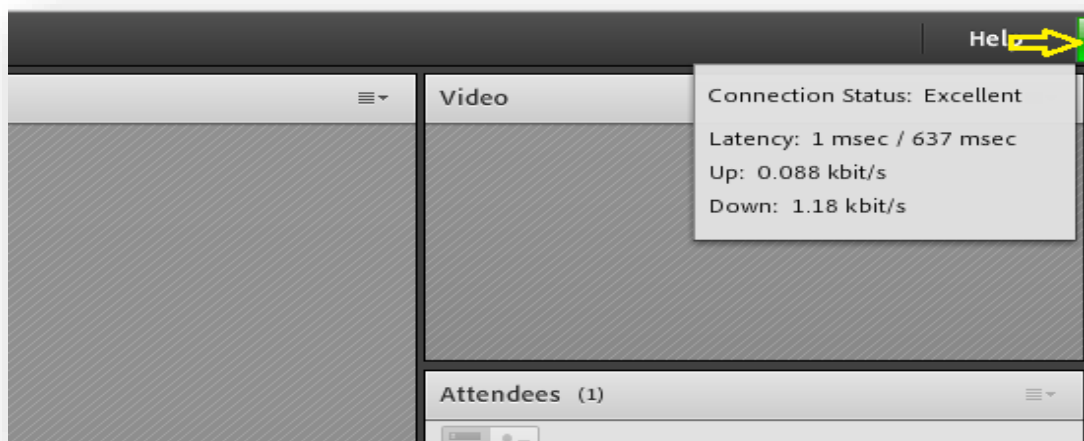 Help
Video
Connection Status: Excellent
Latency: 1 msec / 637 msec
Up: 0.088 kbit/s
Down: 1.18 kbit/s
Attendees (1)